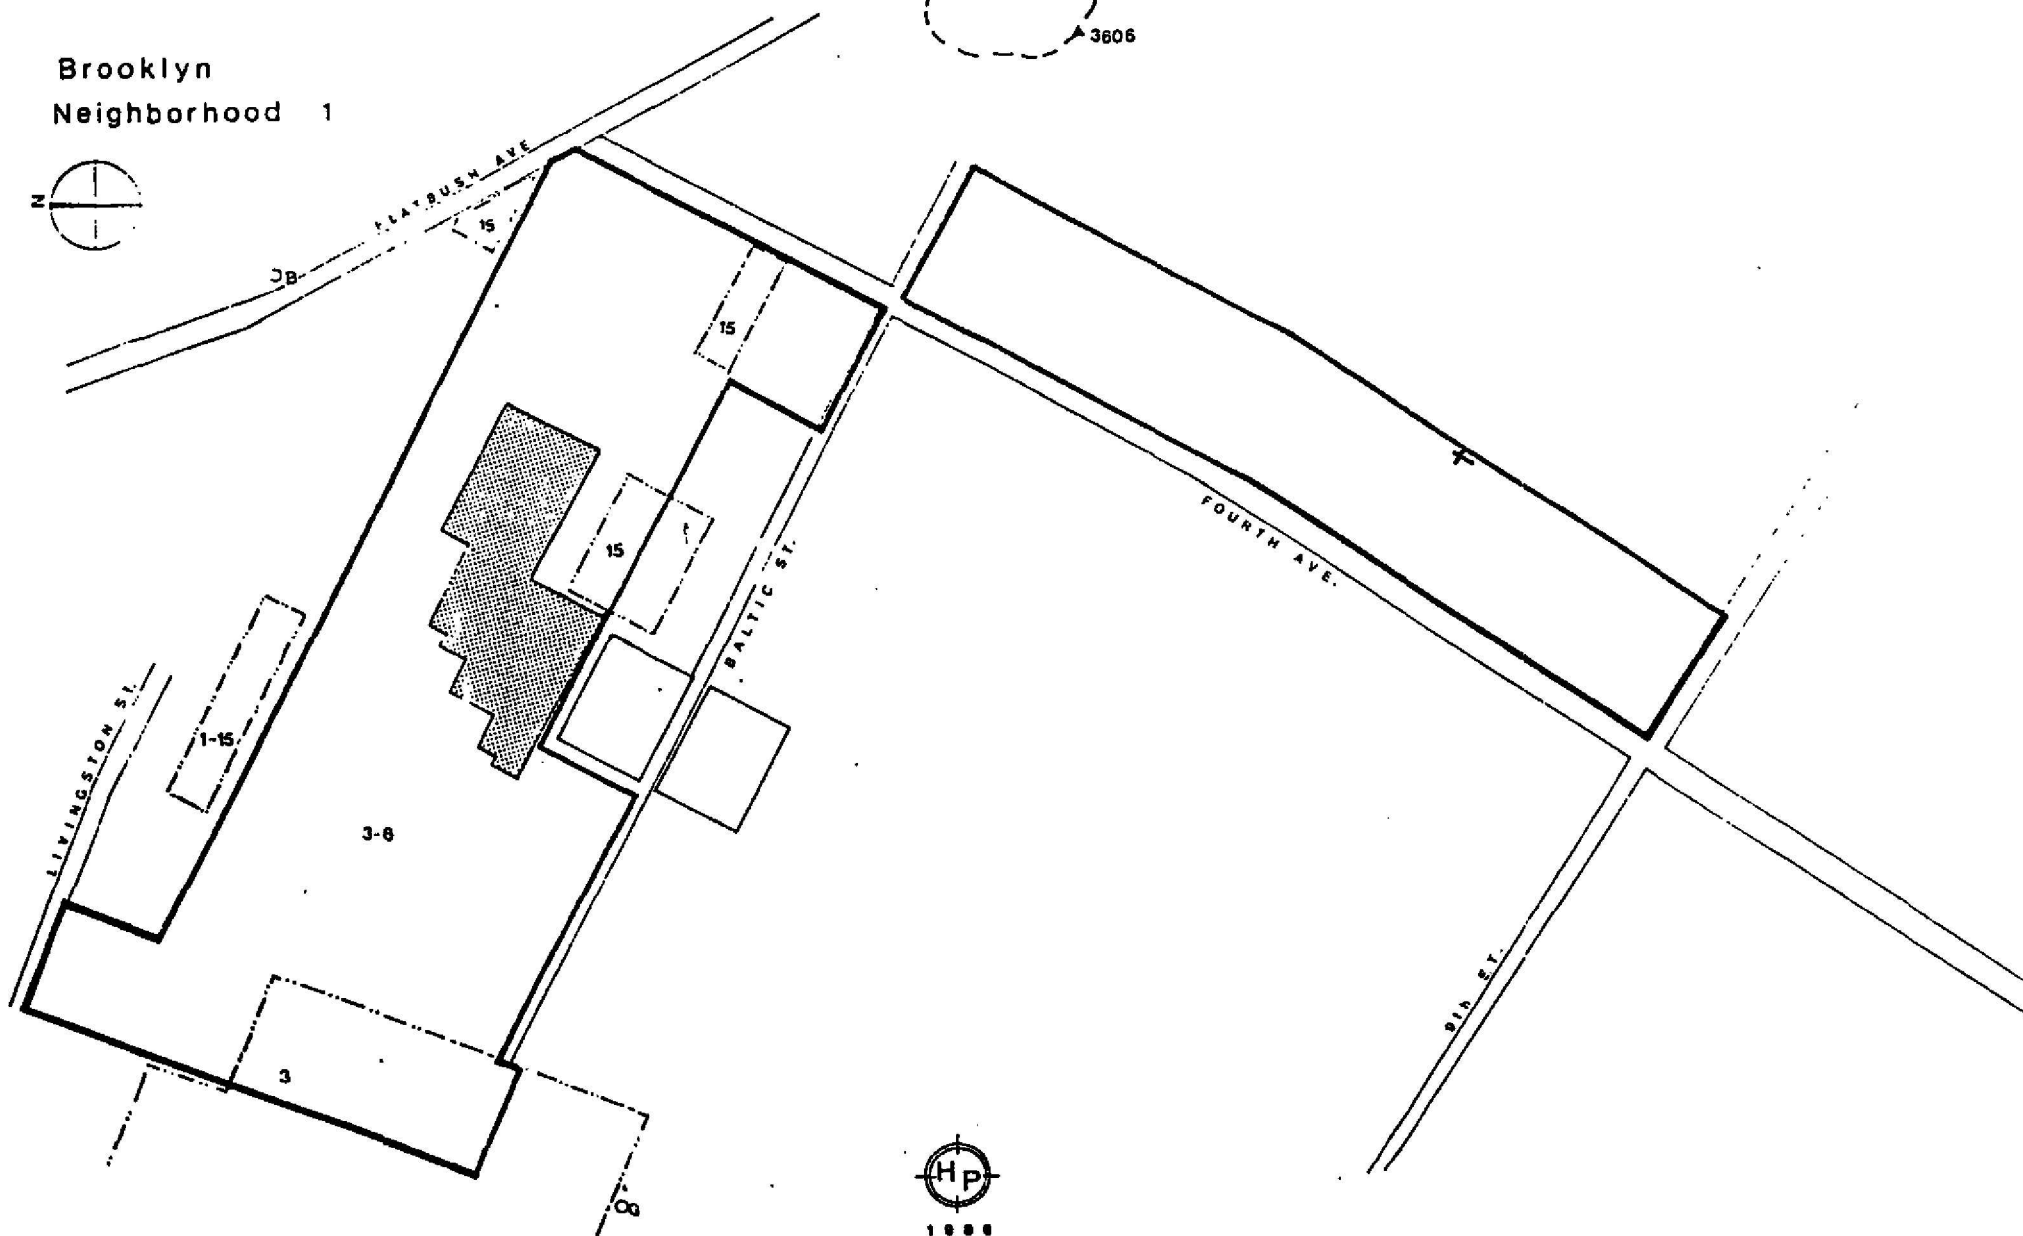 Brooklyn
Neighborhood 1
3606
N
FLATBUSH AVE
15
15
15
BALTIC ST.
FOURTH AVE.
LIVINGSTON ST.
1-15
3-8
3
9th ST.
HP